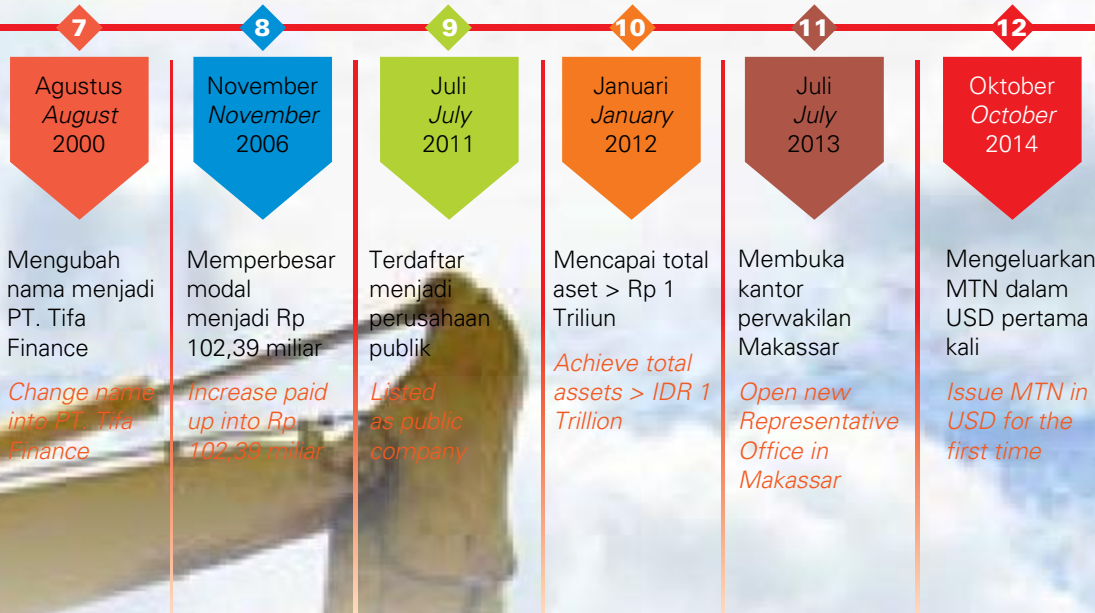 7
Agustus
August
2000
Mengubah
nama menjadi
PT. Tifa
Finance
Change name
into PT. Tifa
Finance
8
November
November
2006
Memperbesar
modal
menjadi Rp
102,39 miliar
Increase paid
up into Rp
102,39 miliar
9
Juli
July
2011
Terdaftar
menjadi
perusahaan
publik
Listed
as public
company
10
Januari
January
2012
Mencapai total
aset > Rp 1
Triliun
Achieve total
assets > IDR 1
Trillion
11
Juli
July
2013
Membuka
kantor
perwakilan
Makassar
Open new
Representative
Office in
Makassar
12
Oktober
October
2014
Mengeluarkan
MTN dalam
USD pertama
kali
Issue MTN in
USD for the
first time